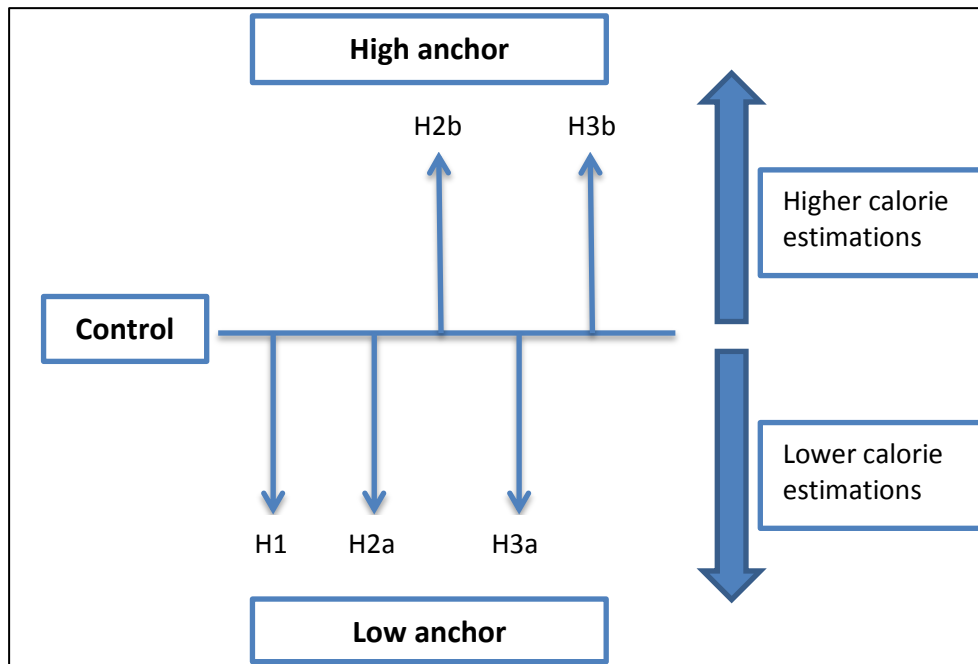 High anchor
H2b
H3b
Higher calorie
estimations
Control
Lower calorie
estimations
H1
H2a
H3a
Low anchor